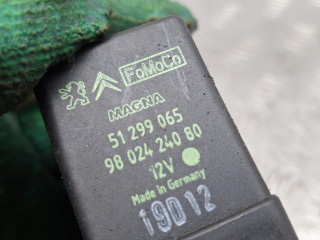 FoMoCo
MAGNA
51 299 065
98 024 240 80
12V
Made in Germany
19012